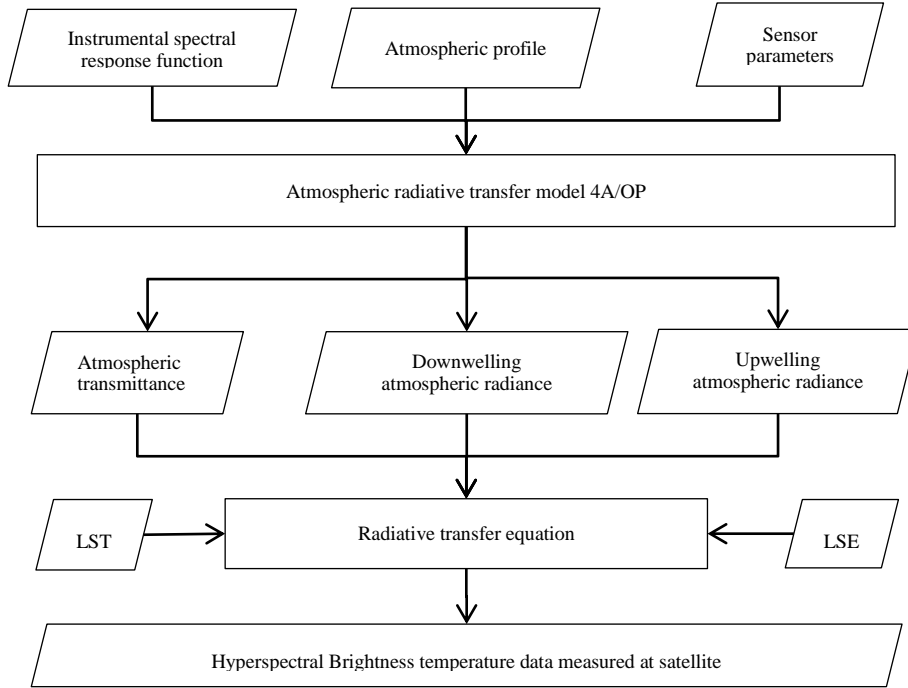 Instrumental spectral
response function
Atmospheric profile
Sensor
parameters
Atmospheric radiative transfer model 4A/OP
Atmospheric
transmittance
Downwelling
atmospheric radiance
Upwelling
atmospheric radiance
LST
Radiative transfer equation
LSE
Hyperspectral Brightness temperature data measured at satellite